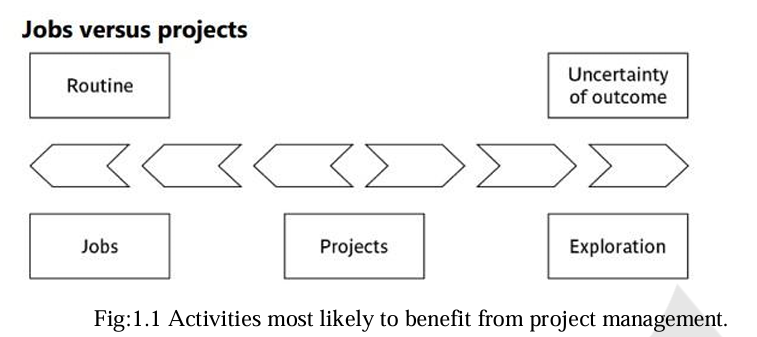 Jobs versus projects
Routine
Uncertainty
of outcome
Jobs
Projects
Exploration
Fig:1.1 Activities most likely to benefit from project management.